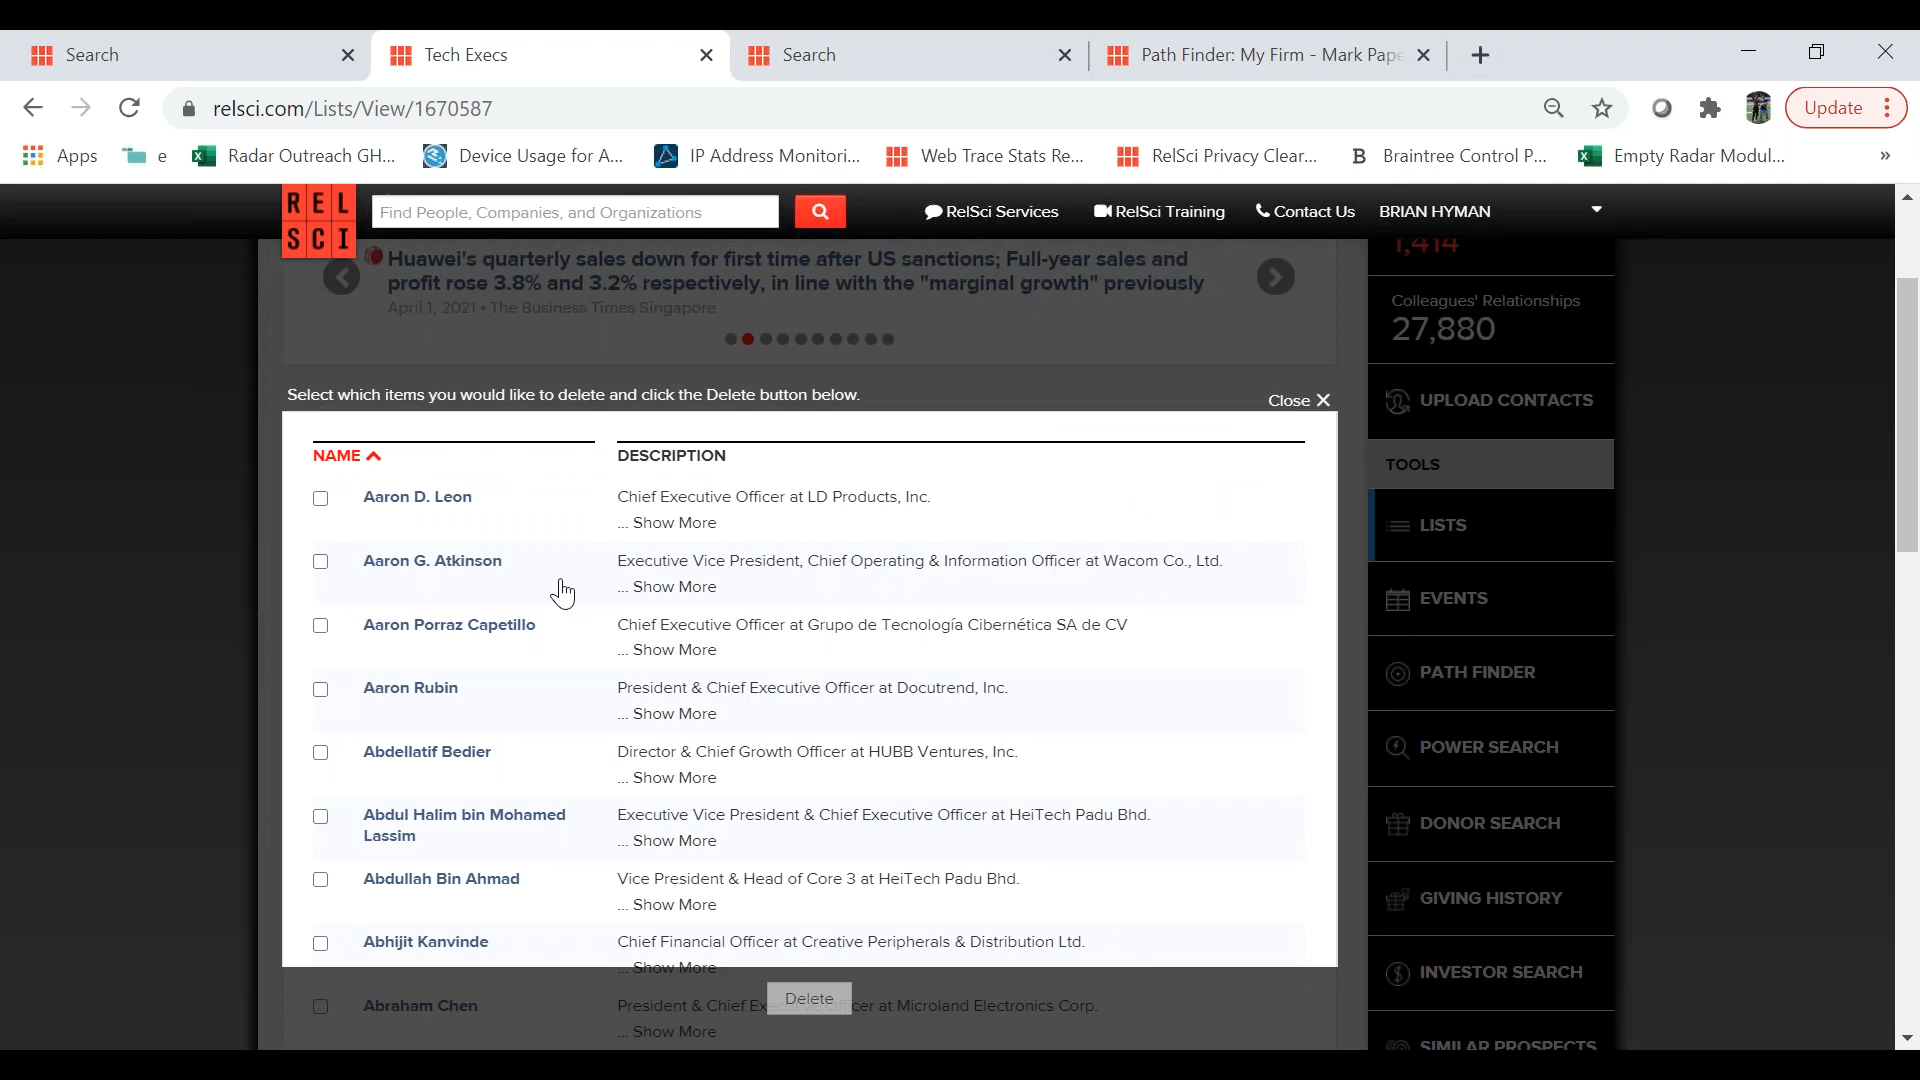 Search
Tech Execs
Search
Path Finder: My Firm - Mark Pape
relsci.com/Lists/View/1670587
Update
Apps
e
Radar Outreach GH...
Device Usage for A...
IP Address Monitori...
Web Trace Stats Re...
RelSci Privacy Clear...
B Braintree Control P...
Empty Radar Modul...
»
REL
SCI
Find People, Companies, and Organizations
RelSci Services
RelSci Training
Contact Us
BRIAN HYMAN
Huawei's quarterly sales down for first time after US sanctions; Full-year sales and
profit rose 3.8% and 3.2% respectively, in line with the "marginal growth" previously
April 1, 2021 • The Business Times Singapore
1,414
Colleagues' Relationships
27,880
UPLOAD CONTACTS
TOOLS
LISTS
EVENTS
PATH FINDER
POWER SEARCH
DONOR SEARCH
GIVING HISTORY
INVESTOR SEARCH
SIMILAR PROSPECTS
Select which items you would like to delete and click the Delete button below.
Close
NAME
DESCRIPTION
Aaron D. Leon
Chief Executive Officer at LD Products, Inc.
... Show More
Aaron G. Atkinson
Executive Vice President, Chief Operating & Information Officer at Wacom Co., Ltd.
... Show More
Aaron Porraz Capetillo
Chief Executive Officer at Grupo de Tecnología Cibernética SA de CV
... Show More
Aaron Rubin
President & Chief Executive Officer at Docutrend, Inc.
... Show More
Abdellatif Bedier
Director & Chief Growth Officer at HUBB Ventures, Inc.
... Show More
Abdul Halim bin Mohamed
Lassim
Executive Vice President & Chief Executive Officer at HeiTech Padu Bhd.
... Show More
Abdullah Bin Ahmad
Vice President & Head of Core 3 at HeiTech Padu Bhd.
... Show More
Abhijit Kanvinde
Chief Financial Officer at Creative Peripherals & Distribution Ltd.
... Show More
Delete
Abraham Chen
President & Chief Executive Officer at Microland Electronics Corp.
... Show More